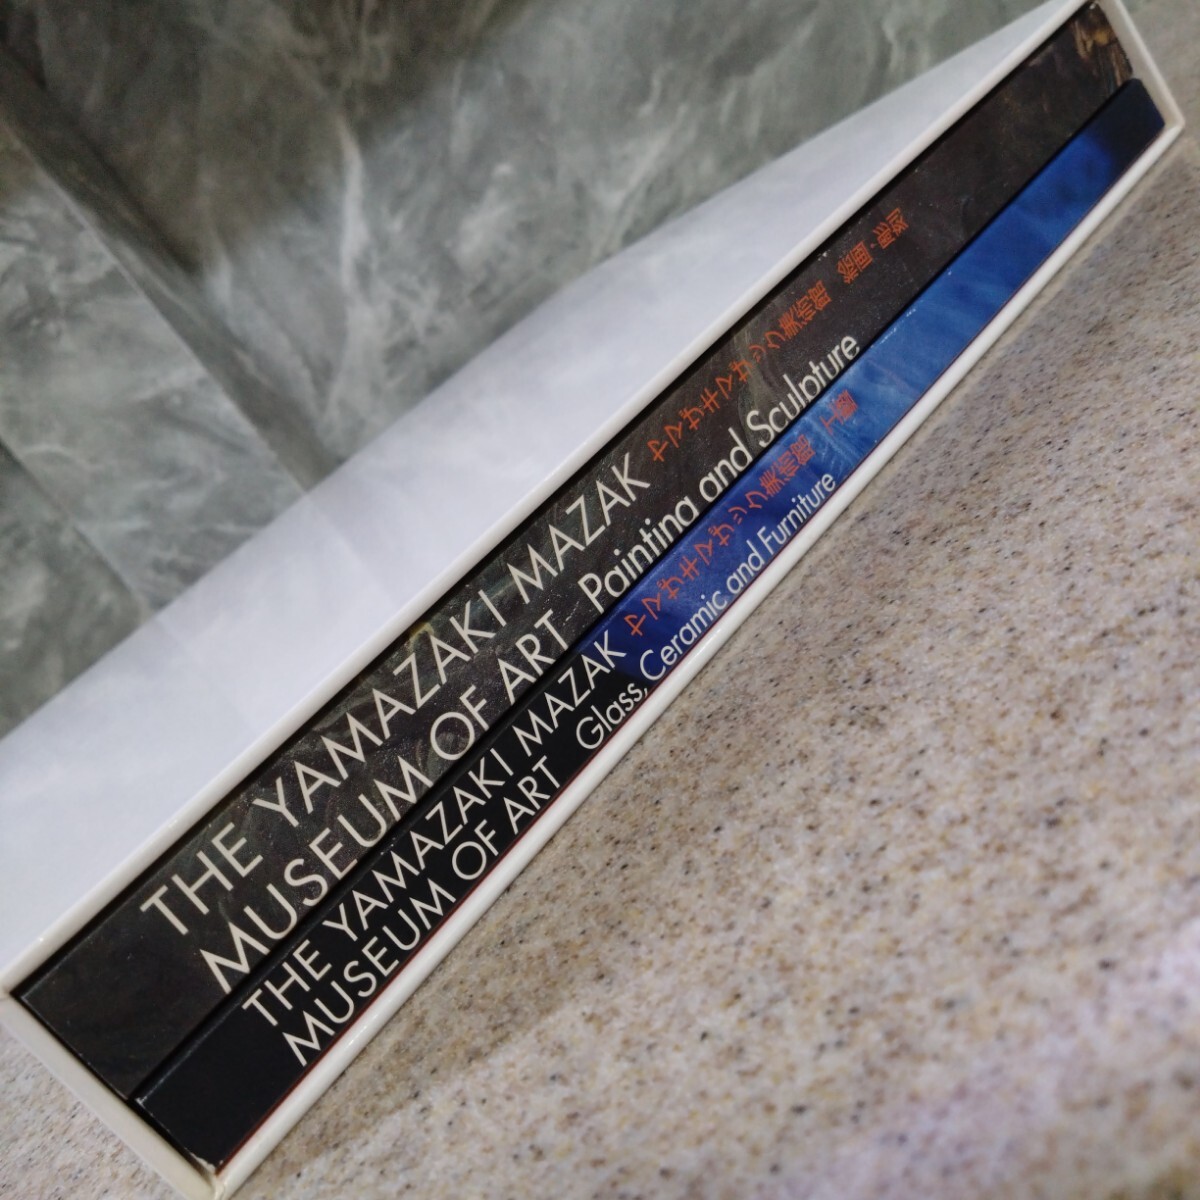 THE YAMAZAKI MAZAK
MUSEUM OF ART Painting and Sculpture
ヤマザキマザック美術館 絵画・彫刻
THE YAMAZAKI MAZAK
MUSEUM OF ART Glass, Ceramic and Furniture
ヤマザキマザック美術館 工藝